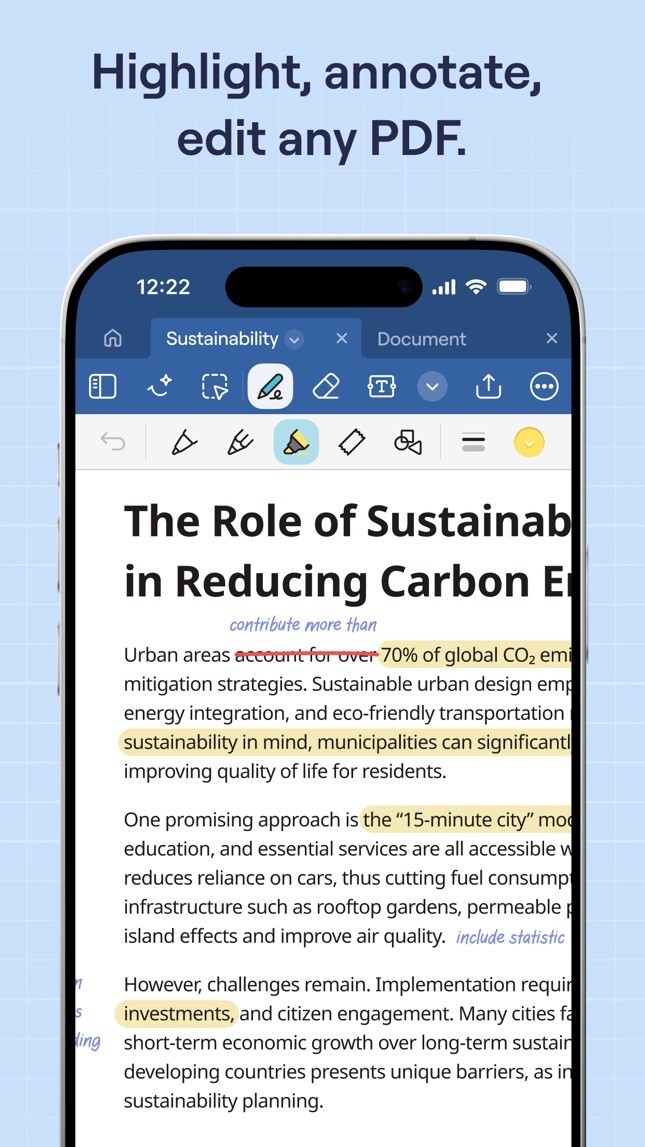 Highlight, annotate,
edit any PDF.
12:22
Sustainability
Document
T
The Role of Sustainab
in Reducing Carbon
contribute more than
Urban areas account for over 70% of global CO₂ emi
mitigation strategies. Sustainable urban design emp
energy integration, and eco-friendly transportation
sustainability in mind, municipalities can significantl
improving quality of life for residents.
One promising approach is the “15-minute city” mod
education, and essential services are all accessible w
reduces reliance on cars, thus cutting fuel consumpt
infrastructure such as rooftop gardens, permeable p
island effects and improve air quality. include statistic
However, challenges remain. Implementation requir
investments, and citizen engagement. Many cities fa
short-term economic growth over long-term sustain
ding
developing countries presents unique barriers, as in
sustainability planning.